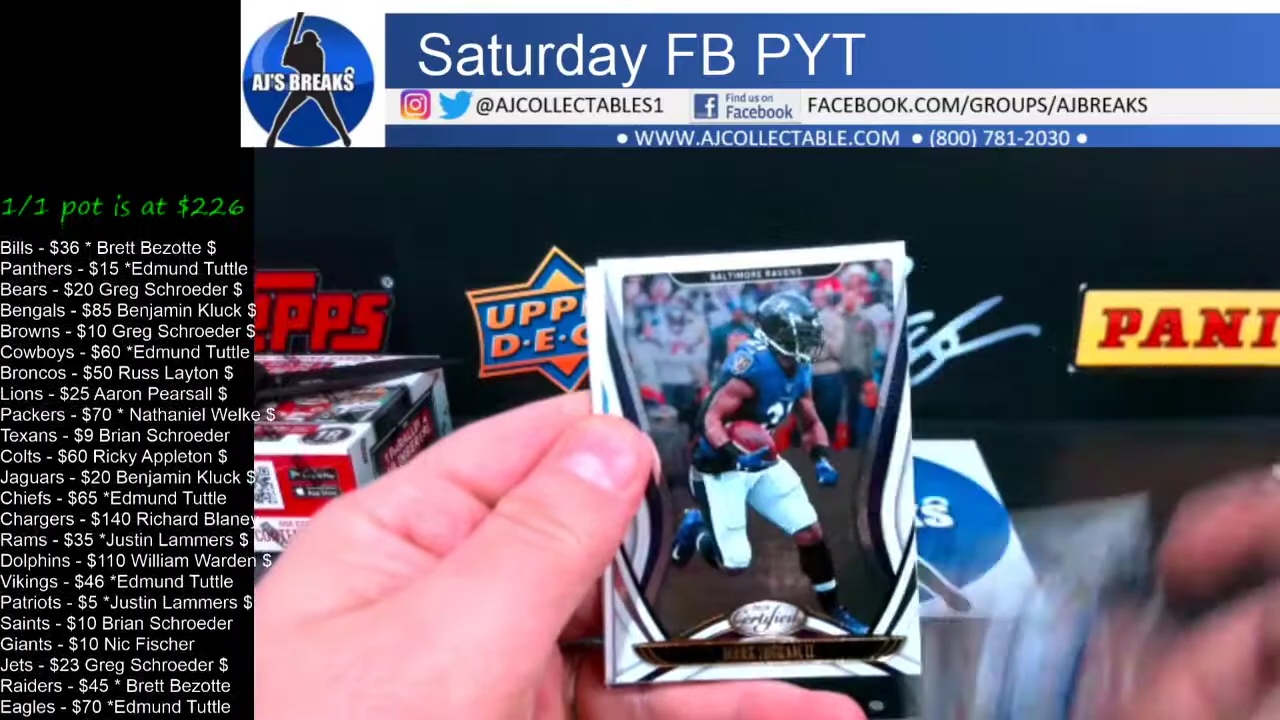 Saturday FB PYT
AJ'S BREAKS
@AJCOLLECTABLES1
Find us on
Facebook
FACEBOOK.COM/GROUPS/AJBREAKS
• WWW.AJCOLLECTABLE.COM • (800) 781-2030 •
1/1 pot is at $226
Bills - $36 * Brett Bezotte $
Panthers - $15 *Edmund Tuttle
Bears - $20 Greg Schroeder $
Bengals - $85 Benjamin Kluck $
Browns - $10 Greg Schroeder $
Cowboys - $60 *Edmund Tuttle
Broncos - $50 Russ Layton $
Lions - $25 Aaron Pearsall $
Packers - $70 * Nathaniel Welke $
Texans - $9 Brian Schroeder
Colts - $60 Ricky Appleton $
Jaguars - $20 Benjamin Kluck $
Chiefs - $65 *Edmund Tuttle
Chargers - $140 Richard Blaney
Rams - $35 *Justin Lammers $
Dolphins - $110 William Warden $
Vikings - $46 *Edmund Tuttle
Patriots - $5 *Justin Lammers $
Saints - $10 Brian Schroeder
Giants - $10 Nic Fischer
Jets - $23 Greg Schroeder $
Raiders - $45 * Brett Bezotte
Eagles - $70 *Edmund Tuttle
BALTIMORE RAVENS
Certified
UPP
D·E·C
PANI